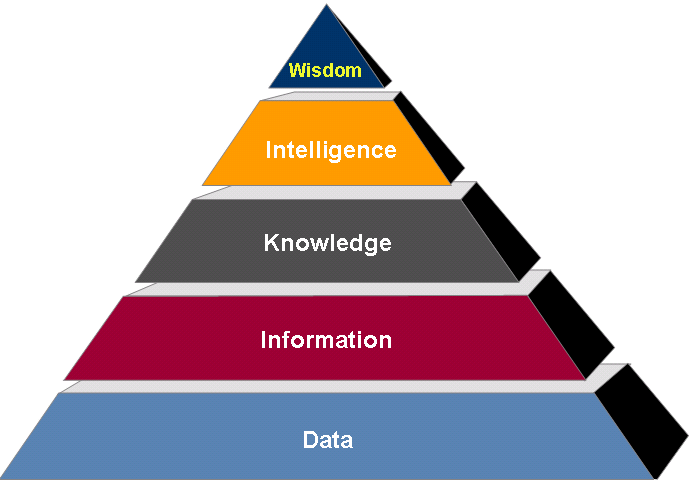 Wisdom
Intelligence
Knowledge
Information
Data